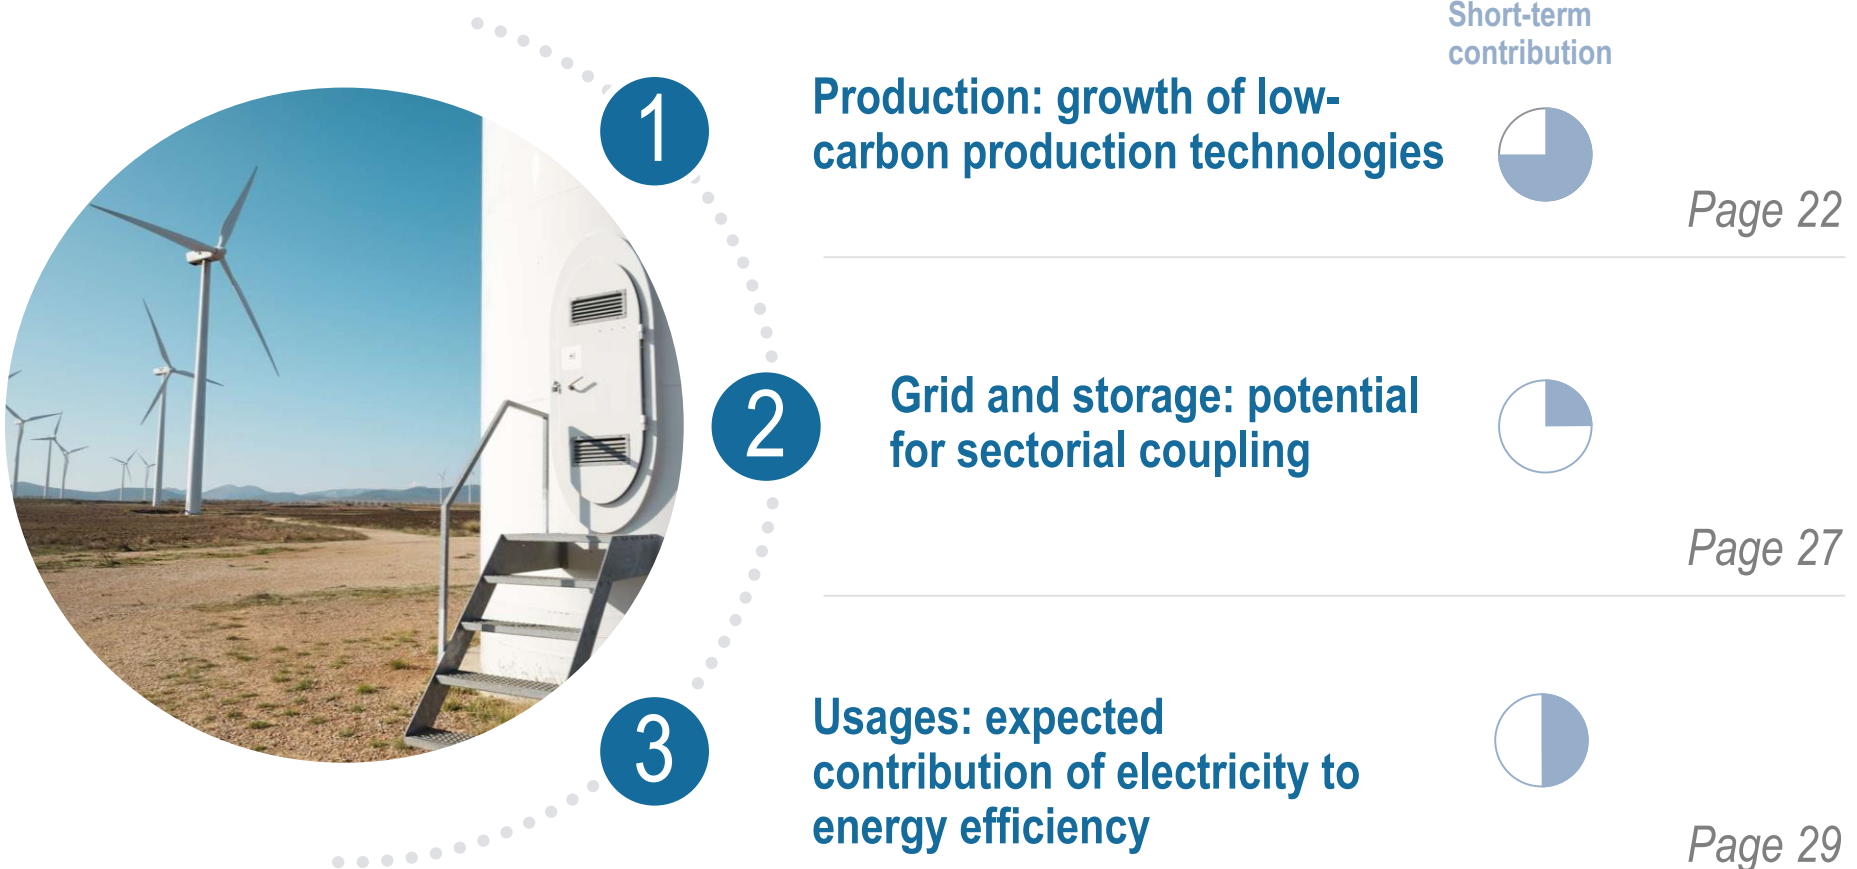 Short-term
contribution
1
Production: growth of low-
carbon production technologies
Page 22
2
Grid and storage: potential
for sectorial coupling
Page 27
3
Usages: expected
contribution of electricity to
energy efficiency
Page 29